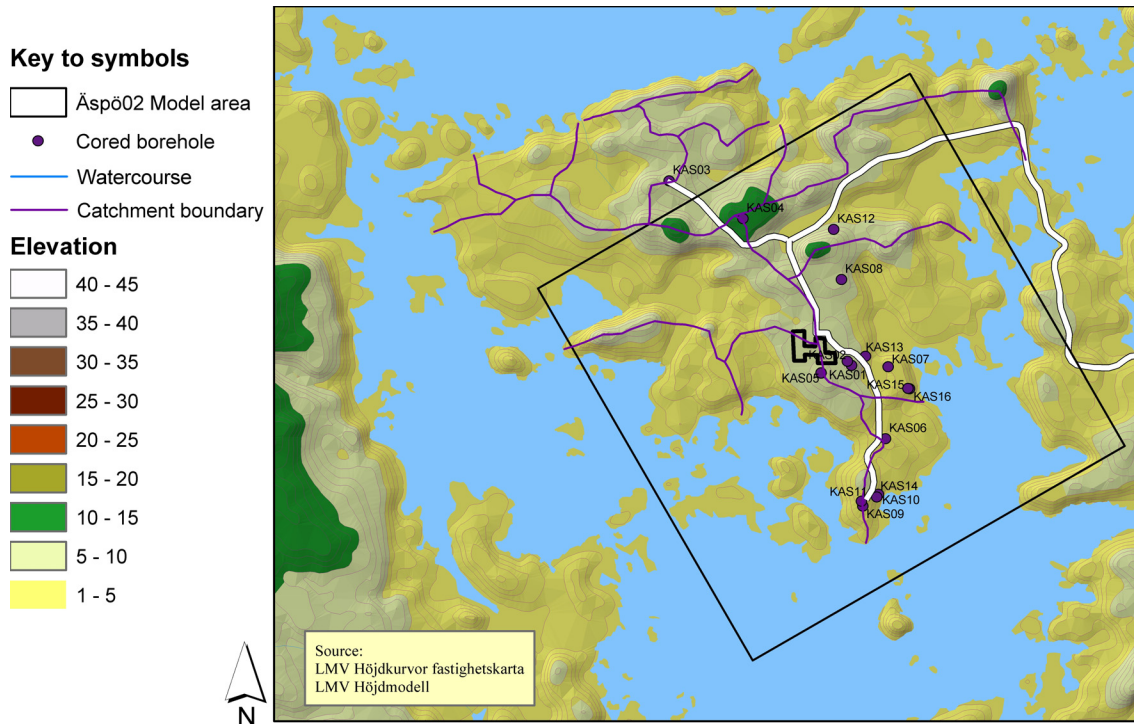 Key to symbols
Äspö02 Model area
Cored borehole
Watercourse
Catchment boundary
Elevation
40 - 45
35 - 40
30 - 35
25 - 30
20 - 25
15 - 20
10 - 15
5 - 10
1 - 5
N
KAS03
KAS04
KAS12
KAS08
KAS13
KAS02
KAS07
KAS05
KAS01
KAS15
KAS16
KAS06
KAS14
KAS11
KAS10
KAS09
Source:
LMV Höjdkurvor fastighetskarta
LMV Höjdmodell